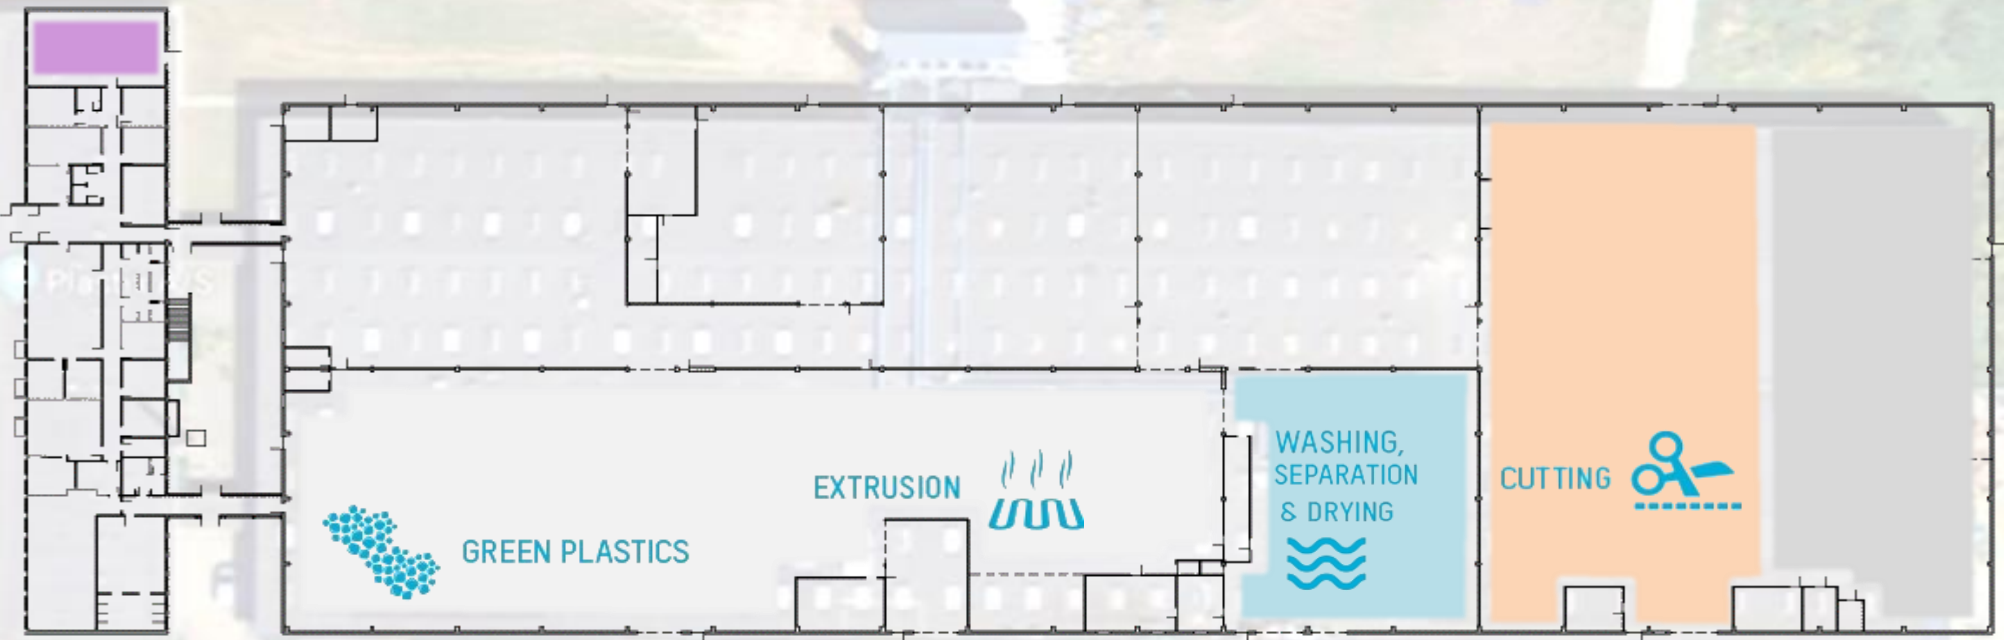 WASHING,
SEPARATION
& DRYING
CUTTING
EXTRUSION
GREEN PLASTICS